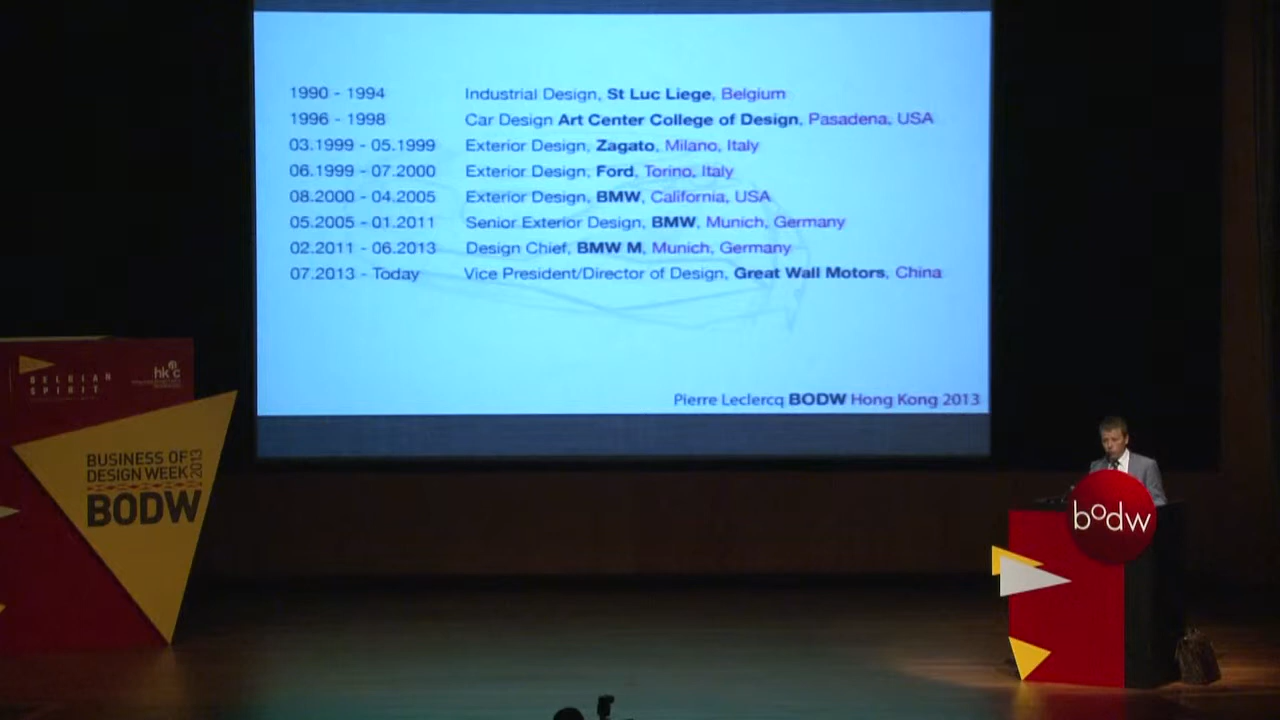 1990 - 1994 Industrial Design, St Luc Liege, Belgium
1996 - 1998 Car Design Art Center College of Design, Pasadena, USA
03.1999 - 05.1999 Exterior Design, Zagato, Milano, Italy
06.1999 - 07.2000 Exterior Design, Ford, Torino, Italy
08.2000 - 04.2005 Exterior Design, BMW, California, USA
05.2005 - 01.2011 Senior Exterior Design, BMW, Munich, Germany
02.2011 - 06.2013 Design Chief, BMW M, Munich, Germany
07.2013 - Today Vice President/Director of Design, Great Wall Motors, China
Pierre Leclercq BODW Hong Kong 2013
BELGIAN
SPIRIT
hkdc
BUSINESS OF
DESIGN WEEK 2013
BODW
bodw